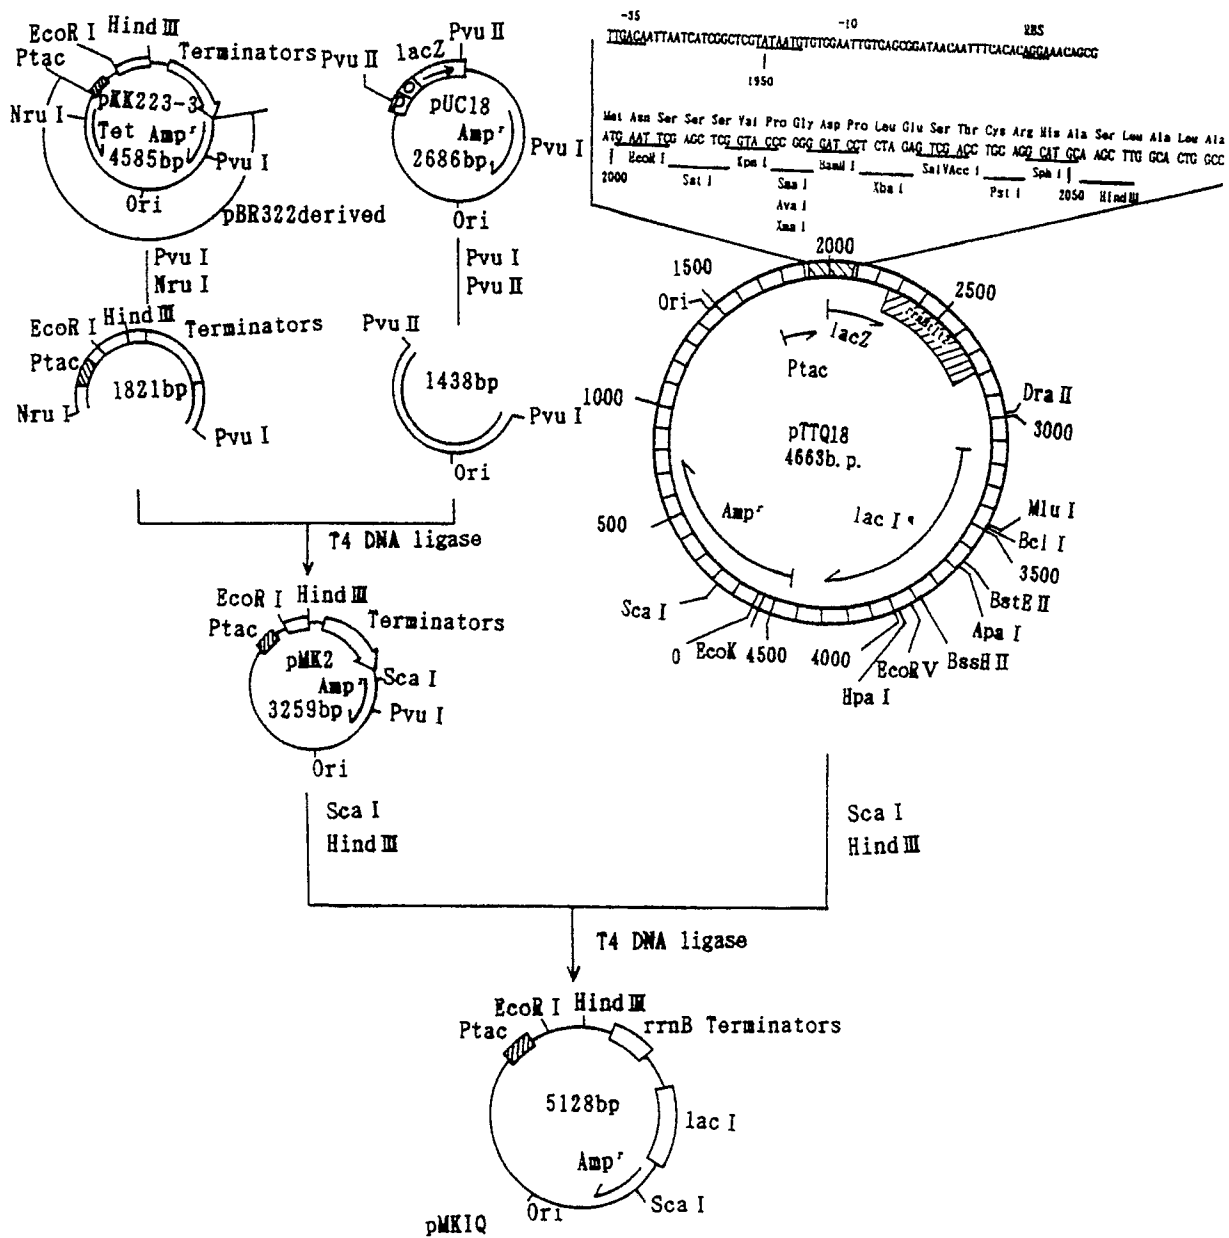 EcoR I
Hind Ⅲ
Ptac
Terminators
pKK223-3
Nru I
Tet
Ampʳ
4585bp
Pvu I
Ori
pBR322derived
Pvu I
Nru I
Pvu Ⅱ
lacZ
Pvu Ⅱ
pUC18
Ampʳ
2686bp
Pvu I
Ori
Pvu I
Pvu Ⅱ
-35
-10
RBS
TTGACAATTAATCATCGGCTCGTATAATGTGTGGAATTGTGAGCGGATAACAATTTCACACAGGAAACAGCG
1950
Met Asn Ser Ser Ser Val Pro Gly Asp Pro Leu Glu Ser Thr Cys Arg His Ala Ser Leu Ala Leu Ala
ATG AAT TCG AGC TCG GTA CCC GGG GAT CCT CTA GAG TCG ACC TGC AGG CAT GCA AGC TTG GCA CTG GCC
EcoR I
Kpn I
BamH I
Sal I/Acc I
Sph I
2000
Sst I
Sma I
Xba I
Pst I
2050
Hind Ⅲ
Ava I
Xma I
EcoR I
Hind Ⅲ
Terminators
Ptac
1821bp
Nru I
Pvu I
Pvu Ⅱ
1438bp
Pvu I
Ori
T4 DNA ligase
1500
2000
2500
Ori
lacZ
Ptac
1000
pTTQ18
4663b.p.
Dra Ⅱ
3000
500
Ampʳ
lac I q
Mlu I
Bcl I
3500
BstE Ⅱ
Apa I
BssH Ⅱ
EcoR V
Hpa I
4000
4500
EcoK
0
Sca I
EcoR I
Hind Ⅲ
Ptac
Terminators
pMK2
Ampʳ
3259bp
Sca I
Pvu I
Ori
Sca I
Hind Ⅲ
Sca I
Hind Ⅲ
T4 DNA ligase
EcoR I
Hind Ⅲ
Ptac
rrnB Terminators
5128bp
lac I
Ampʳ
Sca I
Ori
pMKIQ